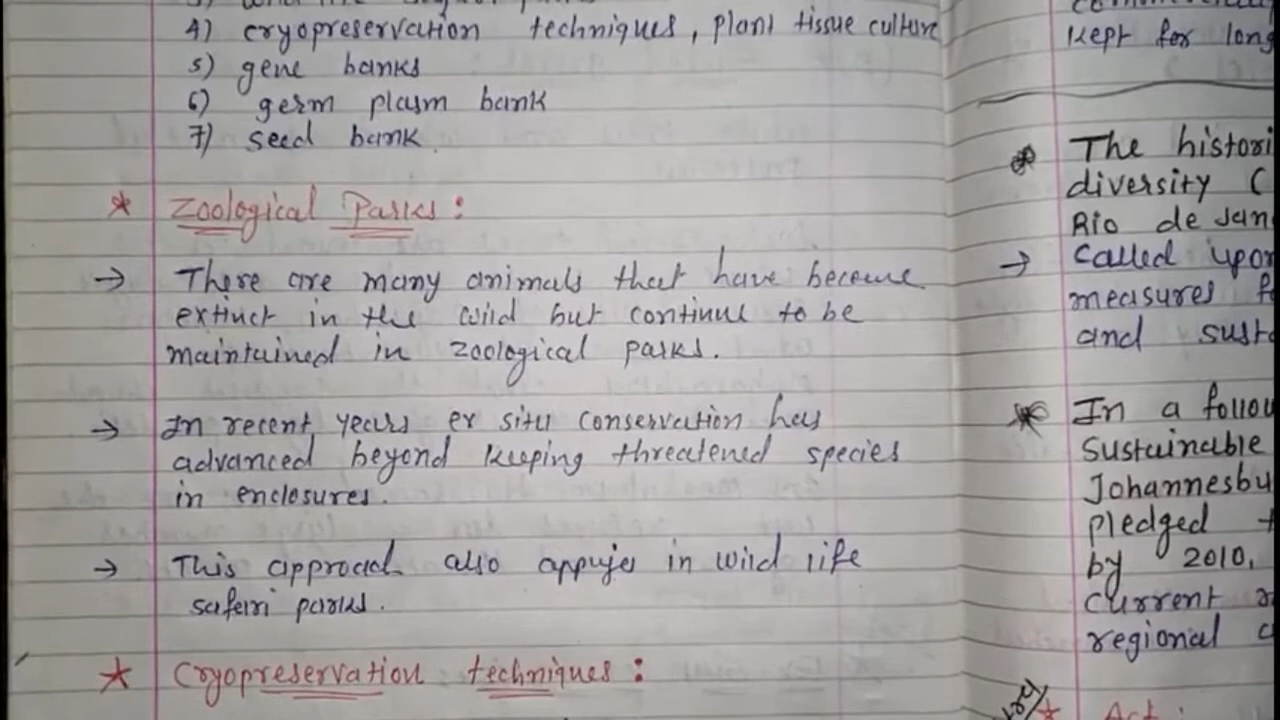 4) cryopreservation techniques, plant tissue culture
5) gene banks
6) germ plasm bank
7) seed bank
* Zoological Parks :
→ There are many animals that have become
extinct in the wild but continue to be
maintained in zoological parks.
→ In recent years ex situ conservation has
advanced beyond keeping threatened species
in enclosures.
→ This approach also applies in wild life
safari parks.
* Cryopreservation techniques :
kept for long
* The histori
diversity (
Rio de Jan
→ called upon
measures fo
and susta
* In a follow
Sustainable
Johannesbu
pledged t
by 2010,
current
regional
* Act :